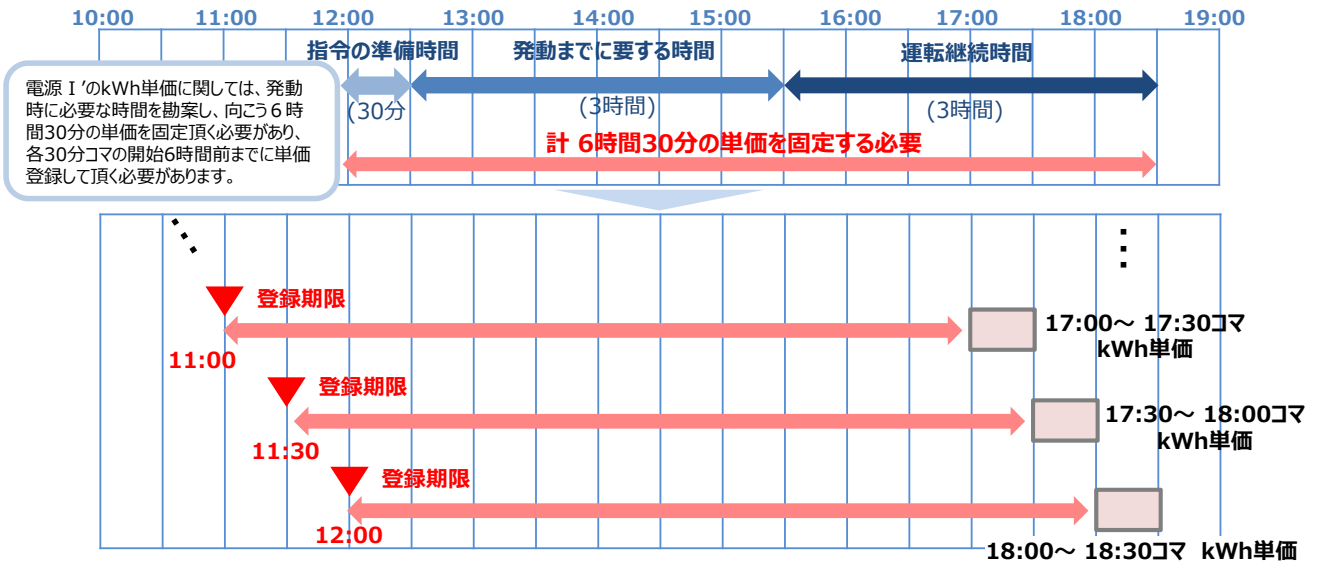 10:00 11:00 12:00 13:00 14:00 15:00 16:00 17:00 18:00 19:00
指令の準備時間 発動までに要する時間 運転継続時間
(30分 (3時間) (3時間)
電源Ⅰ’のkWh単価に関しては、発動
時に必要な時間を勘案し、向こう6時
間30分の単価を固定頂く必要があり、
各30分コマの開始6時間前までに単価
登録して頂く必要があります。
計 6時間30分の単価を固定する必要
登録期限
11:00
17:00～ 17:30コマ
kWh単価
登録期限
11:30
17:30～ 18:00コマ
kWh単価
登録期限
12:00
18:00～ 18:30コマ kWh単価